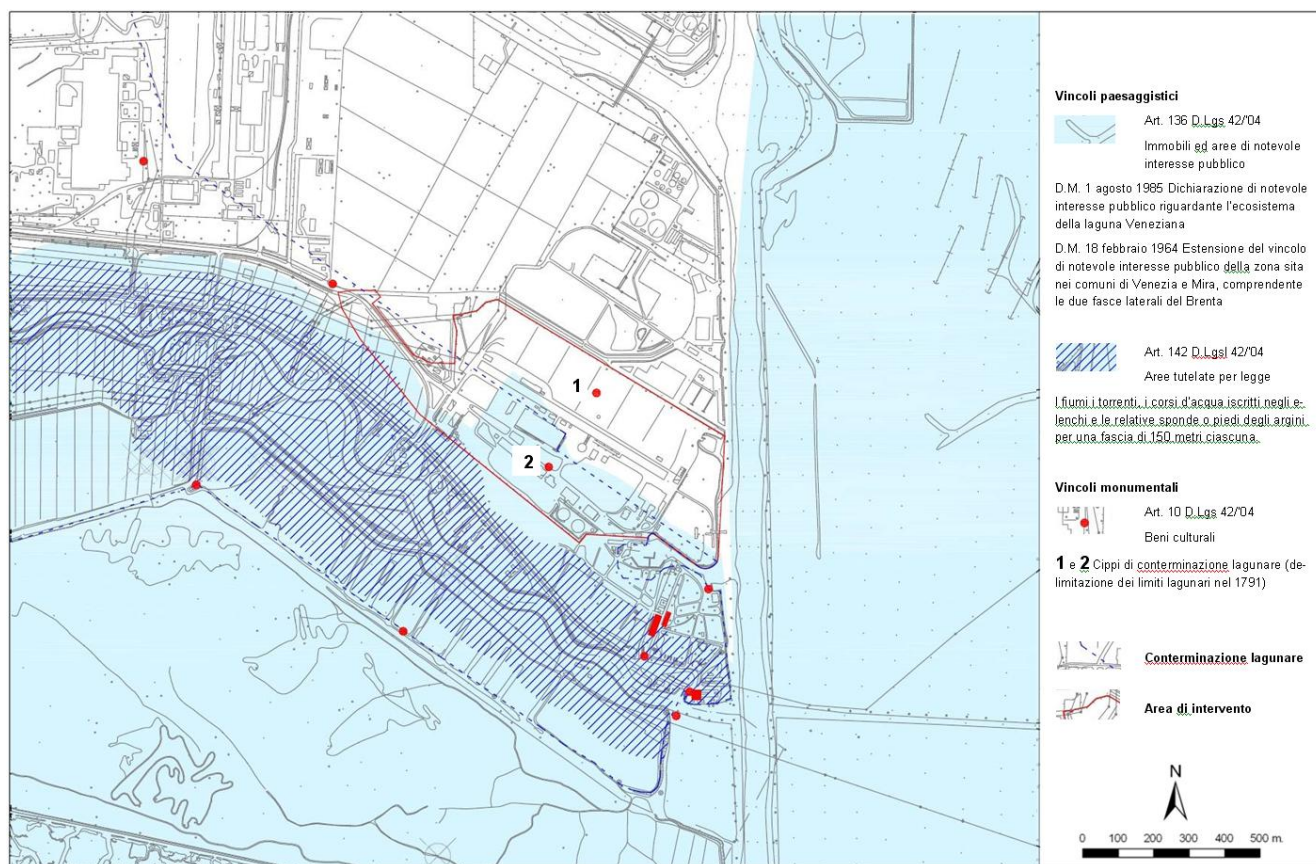 Vincoli paesaggistici
Art. 136 D.Lgs 42/'04
Immobili ed aree di notevole
interesse pubblico
D.M. 1 agosto 1985 Dichiarazione di notevole
interesse pubblico riguardante l'ecosistema
della laguna Veneziana
D.M. 18 febbraio 1964 Estensione del vincolo
di notevole interesse pubblico della zona sita
nei comuni di Venezia e Mira, comprendente
le due fasce laterali del Brenta
Art. 142 D.Lgsl 42/'04
Aree tutelate per legge
I fiumi i torrenti, i corsi d'acqua iscritti negli e-
lenchi e le relative sponde o piedi degli argini
per una fascia di 150 metri ciascuna.
Vincoli monumentali
Art. 10 D.Lgs 42/'04
Beni culturali
1 e 2 Cippi di conterminazione lagunare (de-
limitazione dei limiti lagunari nel 1791)
Conterminazione lagunare
Area di intervento
N
0 100 200 300 400 500 m.
1
2